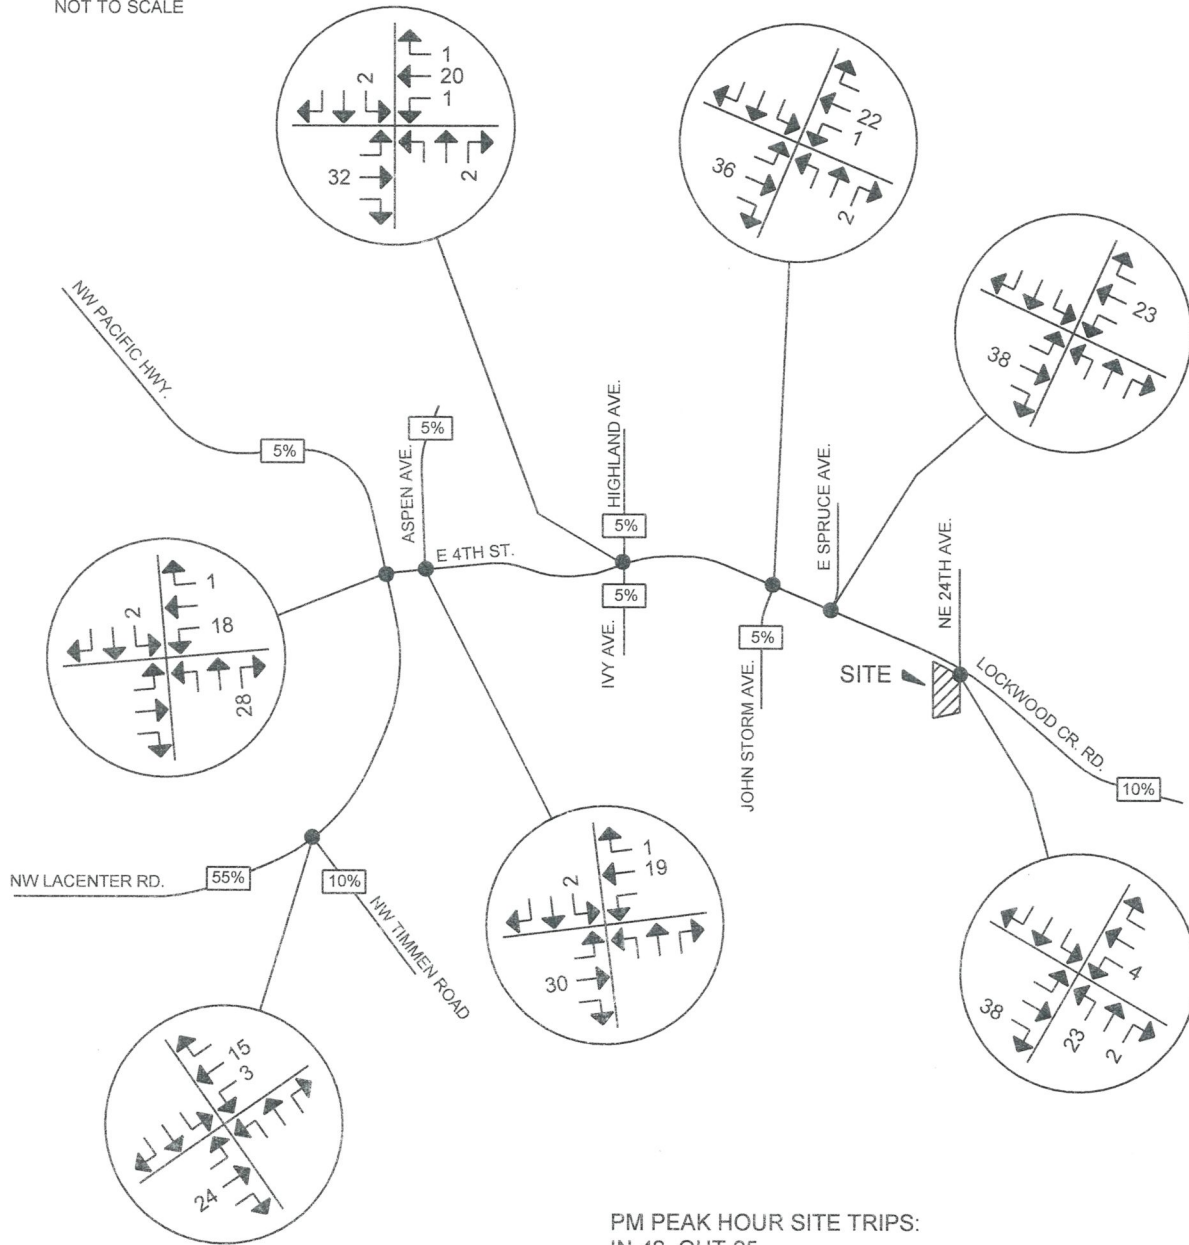 NOT TO SCALE
1
20
1
2
32
2
22
1
36
2
23
38
NW PACIFIC HWY.
5%
ASPEN AVE.
5%
E 4TH ST.
HIGHLAND AVE.
5%
5%
IVY AVE.
E SPRUCE AVE.
5%
JOHN STORM AVE.
NE 24TH AVE.
SITE
LOCKWOOD CR. RD.
10%
1
2
18
28
NW LACENTER RD.
55%
10%
NW TIMMEN ROAD
1
19
2
30
4
38
23
2
15
3
24
PM PEAK HOUR SITE TRIPS: